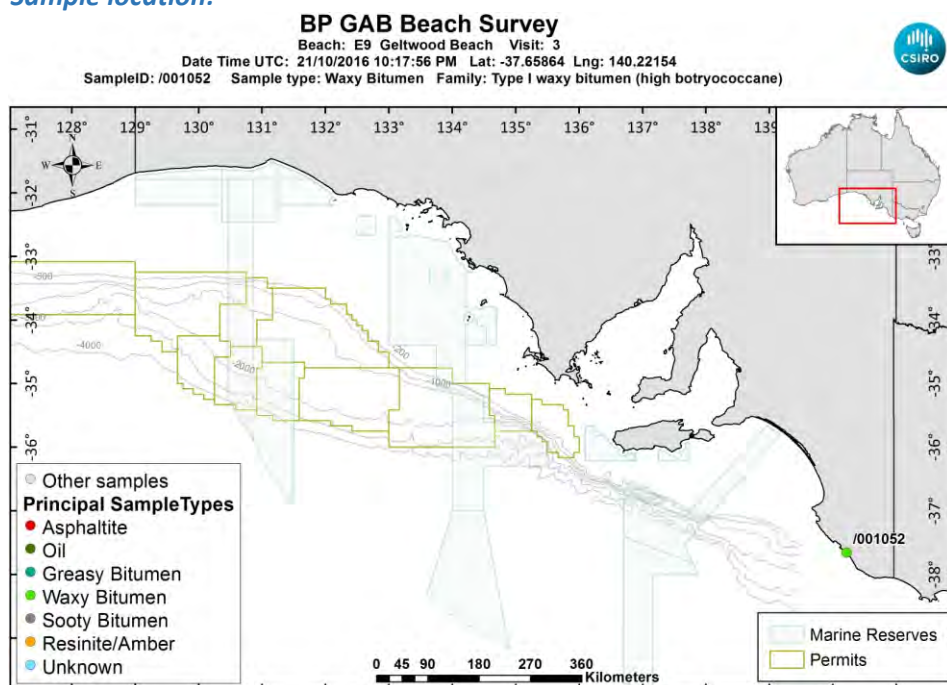 Sample location:
BP GAB Beach Survey
Beach: E9 Geltwood Beach Visit: 3
Date Time UTC: 21/10/2016 10:17:56 PM Lat: -37.65864 Lng: 140.22154
SampleID: /001052 Sample type: Waxy Bitumen Family: Type I waxy bitumen (high botryococcane)
CSIRO
128° 129° 130° 131° 132° 133° 134° 135° 136° 137° 138° 139
-31°
-32°
-33°
-34°
-35°
-36°
-37°
-38°
-33°
-34°
-35°
-36°
-37°
-38°
N
W E
S
-200
-1000
-2000
-4000
/001052
Other samples
Principal SampleTypes
Asphaltite
Oil
Greasy Bitumen
Waxy Bitumen
Sooty Bitumen
Resinite/Amber
Unknown
0 45 90 180 270 360
Kilometers
Marine Reserves
Permits